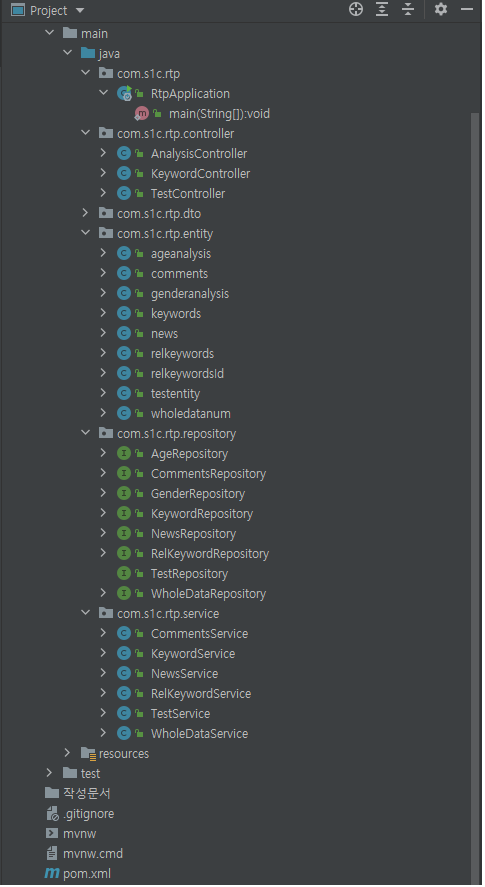 Project
main
java
com.s1c.rtp
RtpApplication
main(String[]):void
com.s1c.rtp.controller
AnalysisController
KeywordController
TestController
com.s1c.rtp.dto
com.s1c.rtp.entity
ageanalysis
comments
genderanalysis
keywords
news
relkeywords
relkeywordsId
testentity
wholedatanum
com.s1c.rtp.repository
AgeRepository
CommentsRepository
GenderRepository
KeywordRepository
NewsRepository
RelKeywordRepository
TestRepository
WholeDataRepository
com.s1c.rtp.service
CommentsService
KeywordService
NewsService
RelKeywordService
TestService
WholeDataService
resources
test
작성문서
.gitignore
mvnw
mvnw.cmd
pom.xml